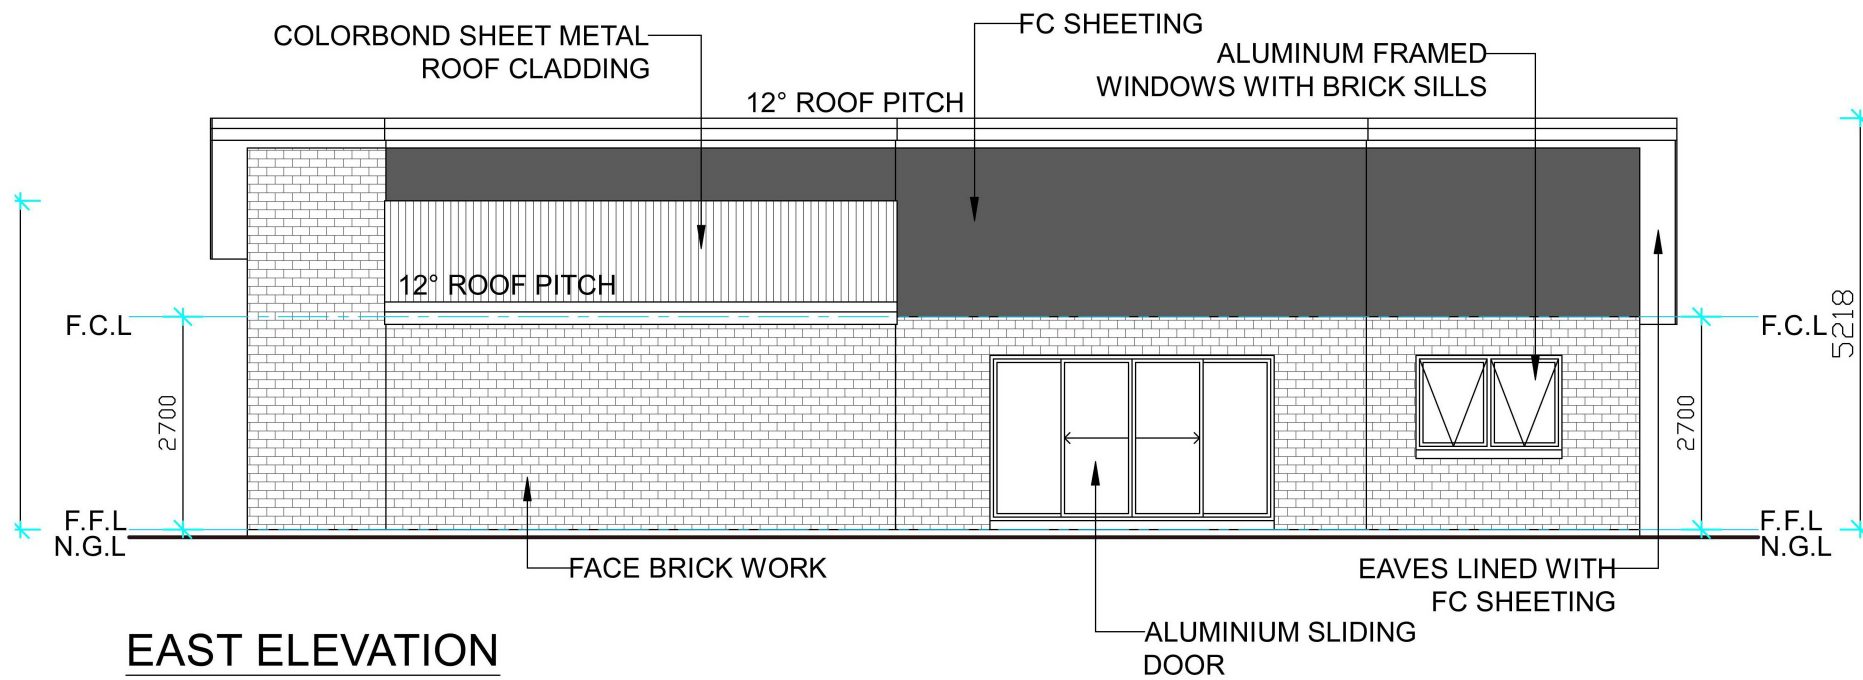 FC SHEETING
COLORBOND SHEET METAL
ROOF CLADDING
ALUMINUM FRAMED
WINDOWS WITH BRICK SILLS
12° ROOF PITCH
12° ROOF PITCH
F.C.L
F.C.L
5218
2700
2700
F.F.L
N.G.L
F.F.L
N.G.L
FACE BRICK WORK
EAVES LINED WITH
FC SHEETING
ALUMINIUM SLIDING
DOOR
EAST ELEVATION